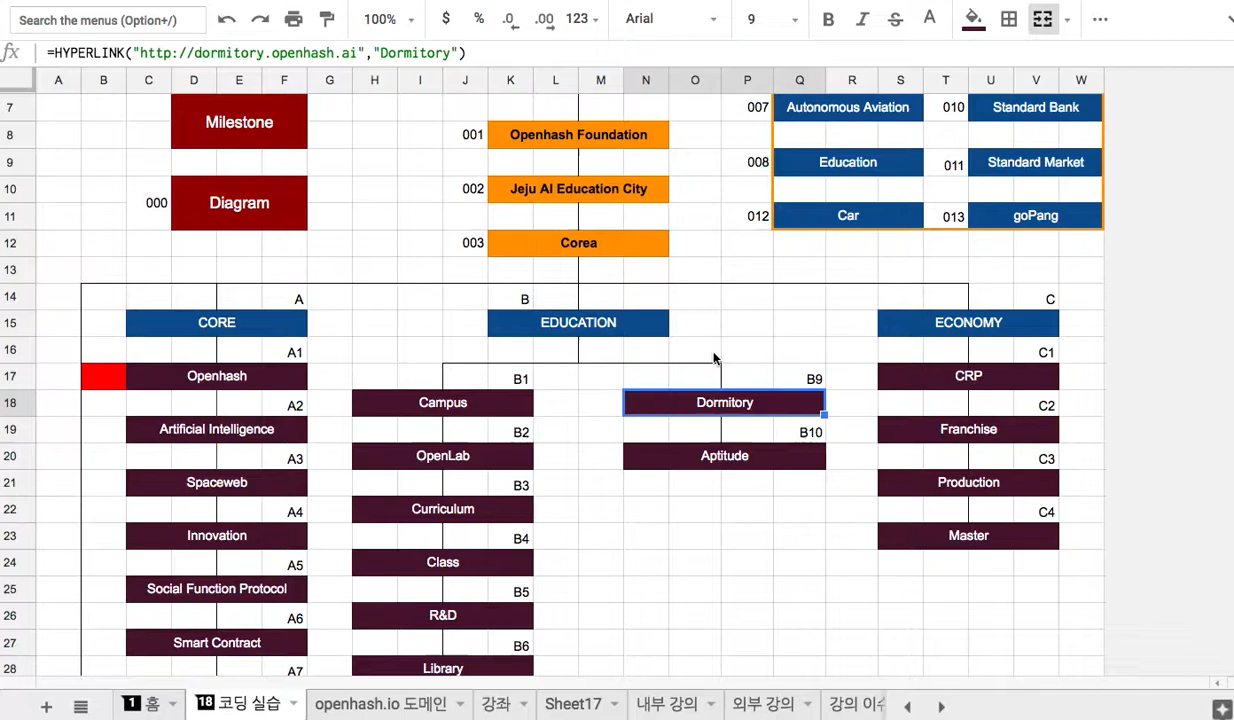 Search the menus (Option+/)
100%
$
%
.0
.00
123
Arial
9
B
I
S
A
fx
=HYPERLINK("http://dormitory.openhash.ai","Dormitory")
A B C D E F G H I J K L M N O P Q R S T U V W
7
007
Autonomous Aviation
010
Standard Bank
Milestone
8
001
Openhash Foundation
9
008
Education
011
Standard Market
10
002
Jeju AI Education City
000
Diagram
11
012
Car
013
goPang
12
003
Corea
13
14
A
B
C
15
CORE
EDUCATION
ECONOMY
16
A1
C1
17
Openhash
B1
B9
CRP
18
A2
Campus
Dormitory
C2
19
Artificial Intelligence
B2
B10
Franchise
20
A3
OpenLab
Aptitude
C3
21
Spaceweb
B3
Production
22
A4
Curriculum
C4
23
Innovation
B4
Master
24
A5
Class
25
Social Function Protocol
B5
26
A6
R&D
27
Smart Contract
B6
28
A7
Library
1 홈
18 코딩 실습
openhash.io 도메인
강좌
Sheet17
내부 강의
외부 강의
강의 이슈